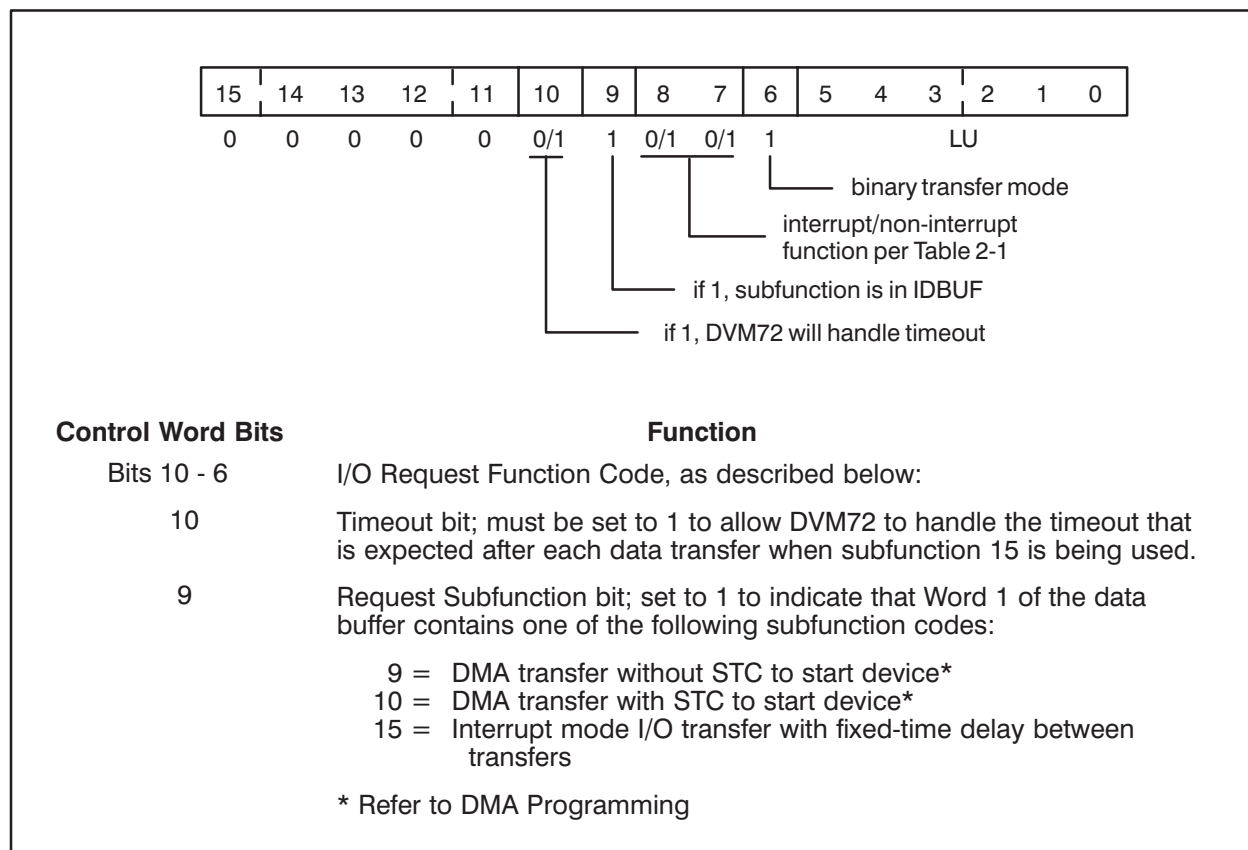 15 14 13 12 11 10 9 8 7 6 5 4 3 2 1 0
0 0 0 0 0 0/1 1 0/1 0/1 1 LU
binary transfer mode
interrupt/non-interrupt
function per Table 2-1
if 1, subfunction is in IDBUF
if 1, DVM72 will handle timeout
Control Word Bits Function
Bits 10 - 6 I/O Request Function Code, as described below:
10 Timeout bit; must be set to 1 to allow DVM72 to handle the timeout that
is expected after each data transfer when subfunction 15 is being used.
9 Request Subfunction bit; set to 1 to indicate that Word 1 of the data
buffer contains one of the following subfunction codes:
9 = DMA transfer without STC to start device*
10 = DMA transfer with STC to start device*
15 = Interrupt mode I/O transfer with fixed-time delay between
transfers
* Refer to DMA Programming